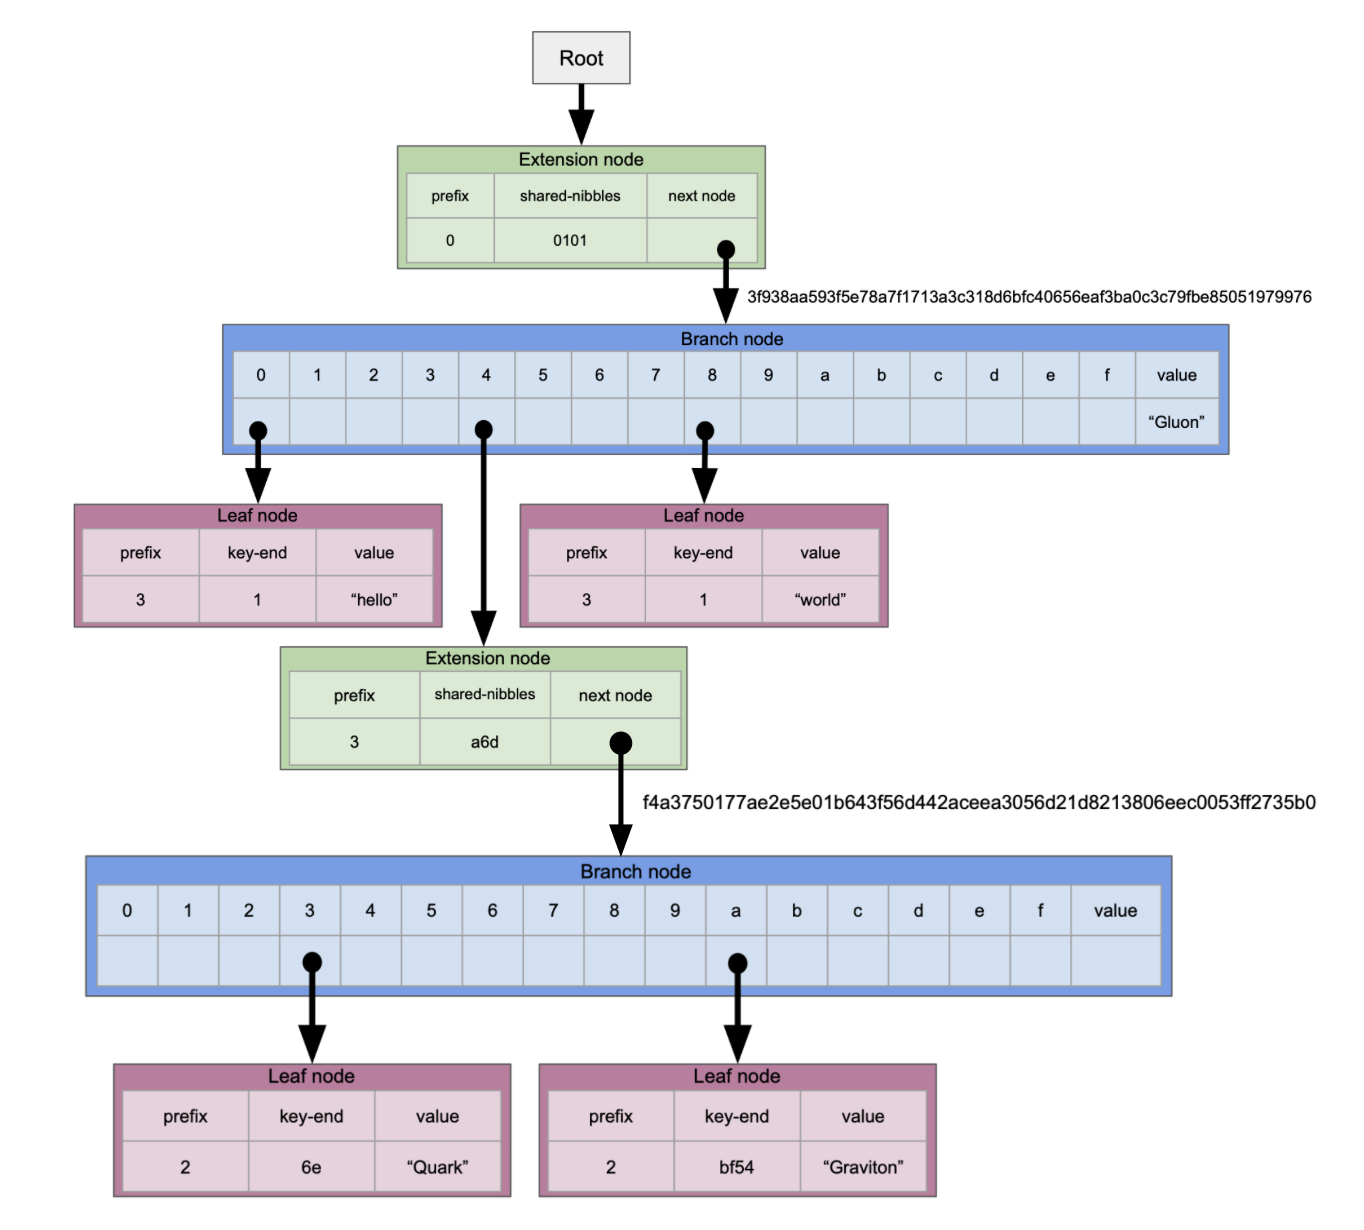 Root
Extension node
prefix shared-nibbles next node
0 0101
3f938aa593f5e78a7f1713a3c318d6bfc40656eaf3ba0c3c79fbe85051979976
Branch node
0 1 2 3 4 5 6 7 8 9 a b c d e f value
“Gluon”
Leaf node
prefix key-end value
3 1 “hello”
Leaf node
prefix key-end value
3 1 “world”
Extension node
prefix shared-nibbles next node
3 a6d
f4a3750177ae2e5e01b643f56d442aceea3056d21d8213806eec0053ff2735b0
Branch node
0 1 2 3 4 5 6 7 8 9 a b c d e f value
Leaf node
prefix key-end value
2 6e “Quark”
Leaf node
prefix key-end value
2 bf54 “Graviton”